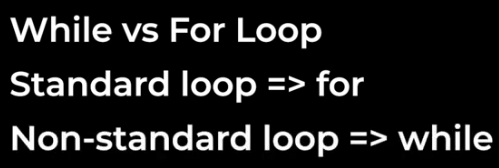 While vs For Loop
Standard loop => for
Non-standard loop => while